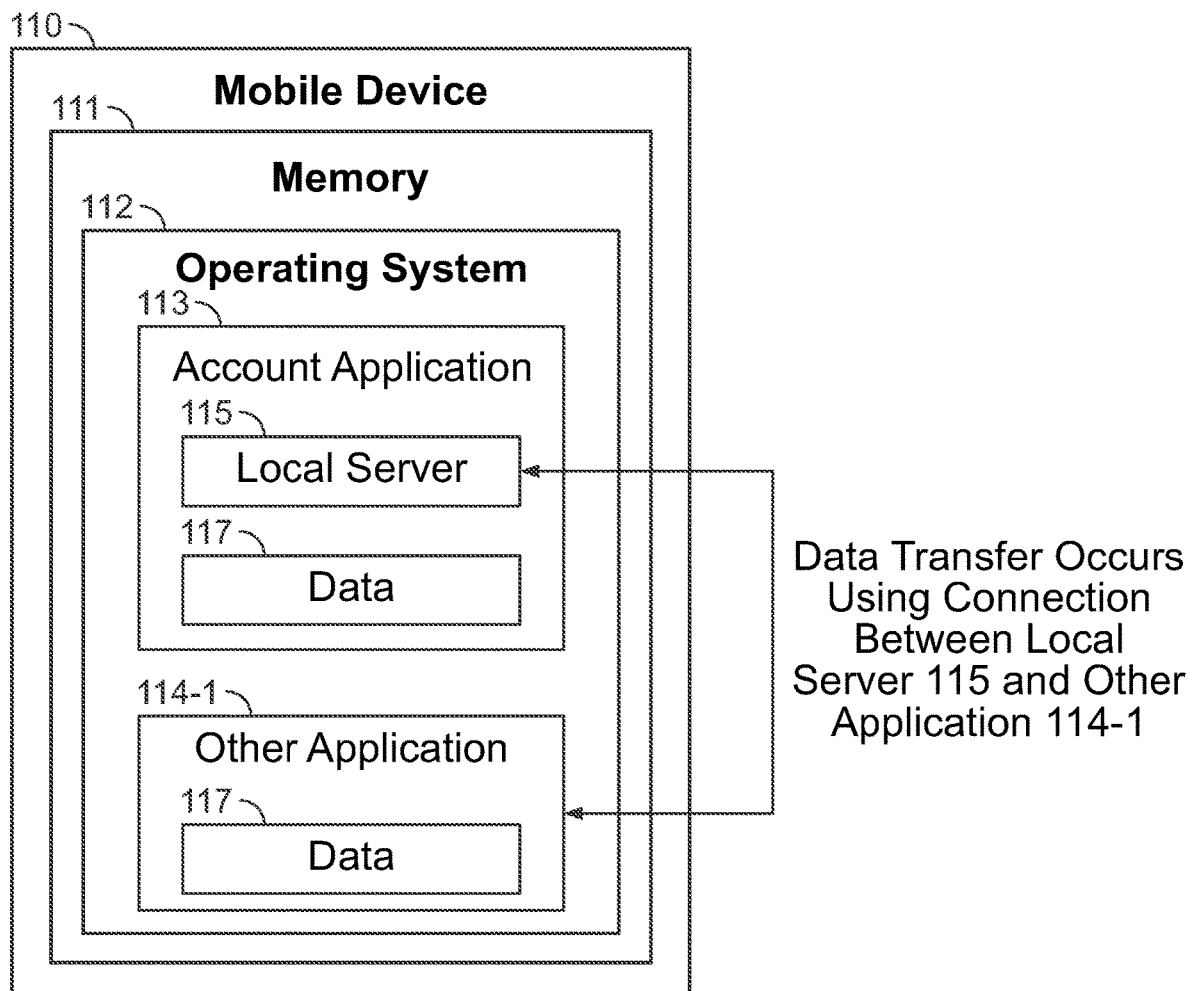 110
Mobile Device
111
Memory
112
Operating System
113
Account Application
115
Local Server
117
Data
114-1
Other Application
117
Data
Data Transfer Occurs
Using Connection
Between Local
Server 115 and Other
Application 114-1